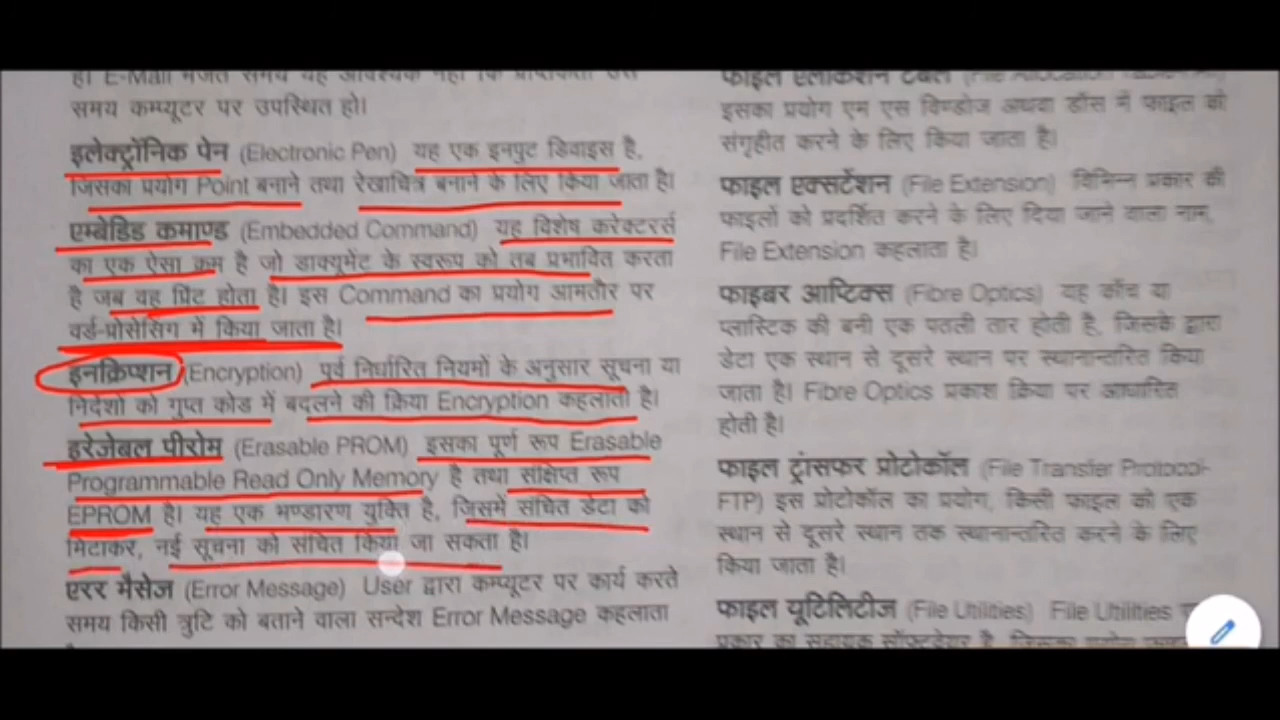 समय कम्प्यूटर पर उपस्थित हो।
इलेक्ट्रॉनिक पेन (Electronic Pen) यह एक इनपुट डिवाइस है,
जिसका प्रयोग Point बनाने तथा रेखाचित्र बनाने के लिए किया जाता है।
एम्बेडिड कमाण्ड (Embedded Command) यह विशेष करेक्टर्स
का एक ऐसा क्रम है जो डाक्यूमेंट के स्वरूप को तब प्रभावित करता
है जब वह प्रिंट होता है। इस Command का प्रयोग आमतौर पर
वर्ड-प्रोसेसिंग में किया जाता है।
इनक्रिप्शन (Encryption) पूर्व निर्धारित नियमों के अनुसार सूचना या
निर्देशों को गुप्त कोड में बदलने की क्रिया Encryption कहलाती है।
इरेजेबल पीरोम (Erasable PROM) इसका पूर्ण रूप Erasable
Programmable Read Only Memory है तथा संक्षिप्त रूप
EPROM है। यह एक भण्डारण युक्ति है, जिसमें संचित डेटा को
मिटाकर, नई सूचना को संचित किया जा सकता है।
एरर मैसेज (Error Message) User द्वारा कम्प्यूटर पर कार्य करते
समय किसी त्रुटि को बताने वाला सन्देश Error Message कहलाता
फाइल एलोकेशन टेबल (File Allocation
इसका प्रयोग एम एस विण्डोज अथवा डॉस में फाइल को
संगृहीत करने के लिए किया जाता है।
फाइल एक्सटेंशन (File Extension) विभिन्न प्रकार की
फाइलों को प्रदर्शित करने के लिए दिया जाने वाला नाम,
File Extension कहलाता है।
फाइबर आप्टिक्स (Fibre Optics) यह काँच या
प्लास्टिक की बनी एक पतली तार होती है, जिसके द्वारा
डेटा एक स्थान से दूसरे स्थान पर स्थानान्तरित किया
जाता है। Fibre Optics प्रकाश किया पर आधारित
होती है।
फाइल ट्रांसफर प्रोटोकॉल (File Transfer Protocol-
FTP) इस प्रोटोकॉल का प्रयोग, किसी फाइल को एक
स्थान से दूसरे स्थान तक स्थानान्तरित करने के लिए
किया जाता है।
फाइल यूटिलिटीज (File Utilities) File Utilities